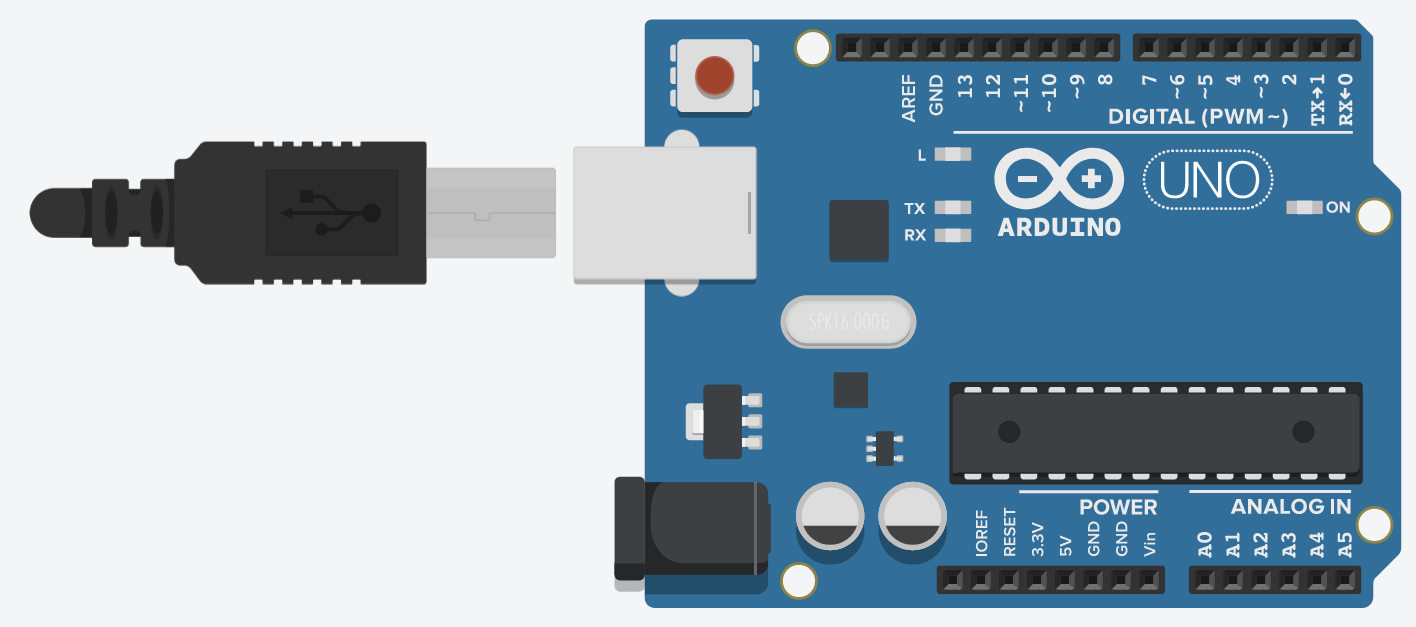 AREF
GND
13
12
~11
~10
~9
8
7
~6
~5
4
~3
2
TX→1
RX←0
DIGITAL (PWM~)
L
TX
RX
ARDUINO
UNO
ON
SPK16.000G
POWER
ANALOG IN
IOREF
RESET
3.3V
5V
GND
GND
Vin
A0
A1
A2
A3
A4
A5